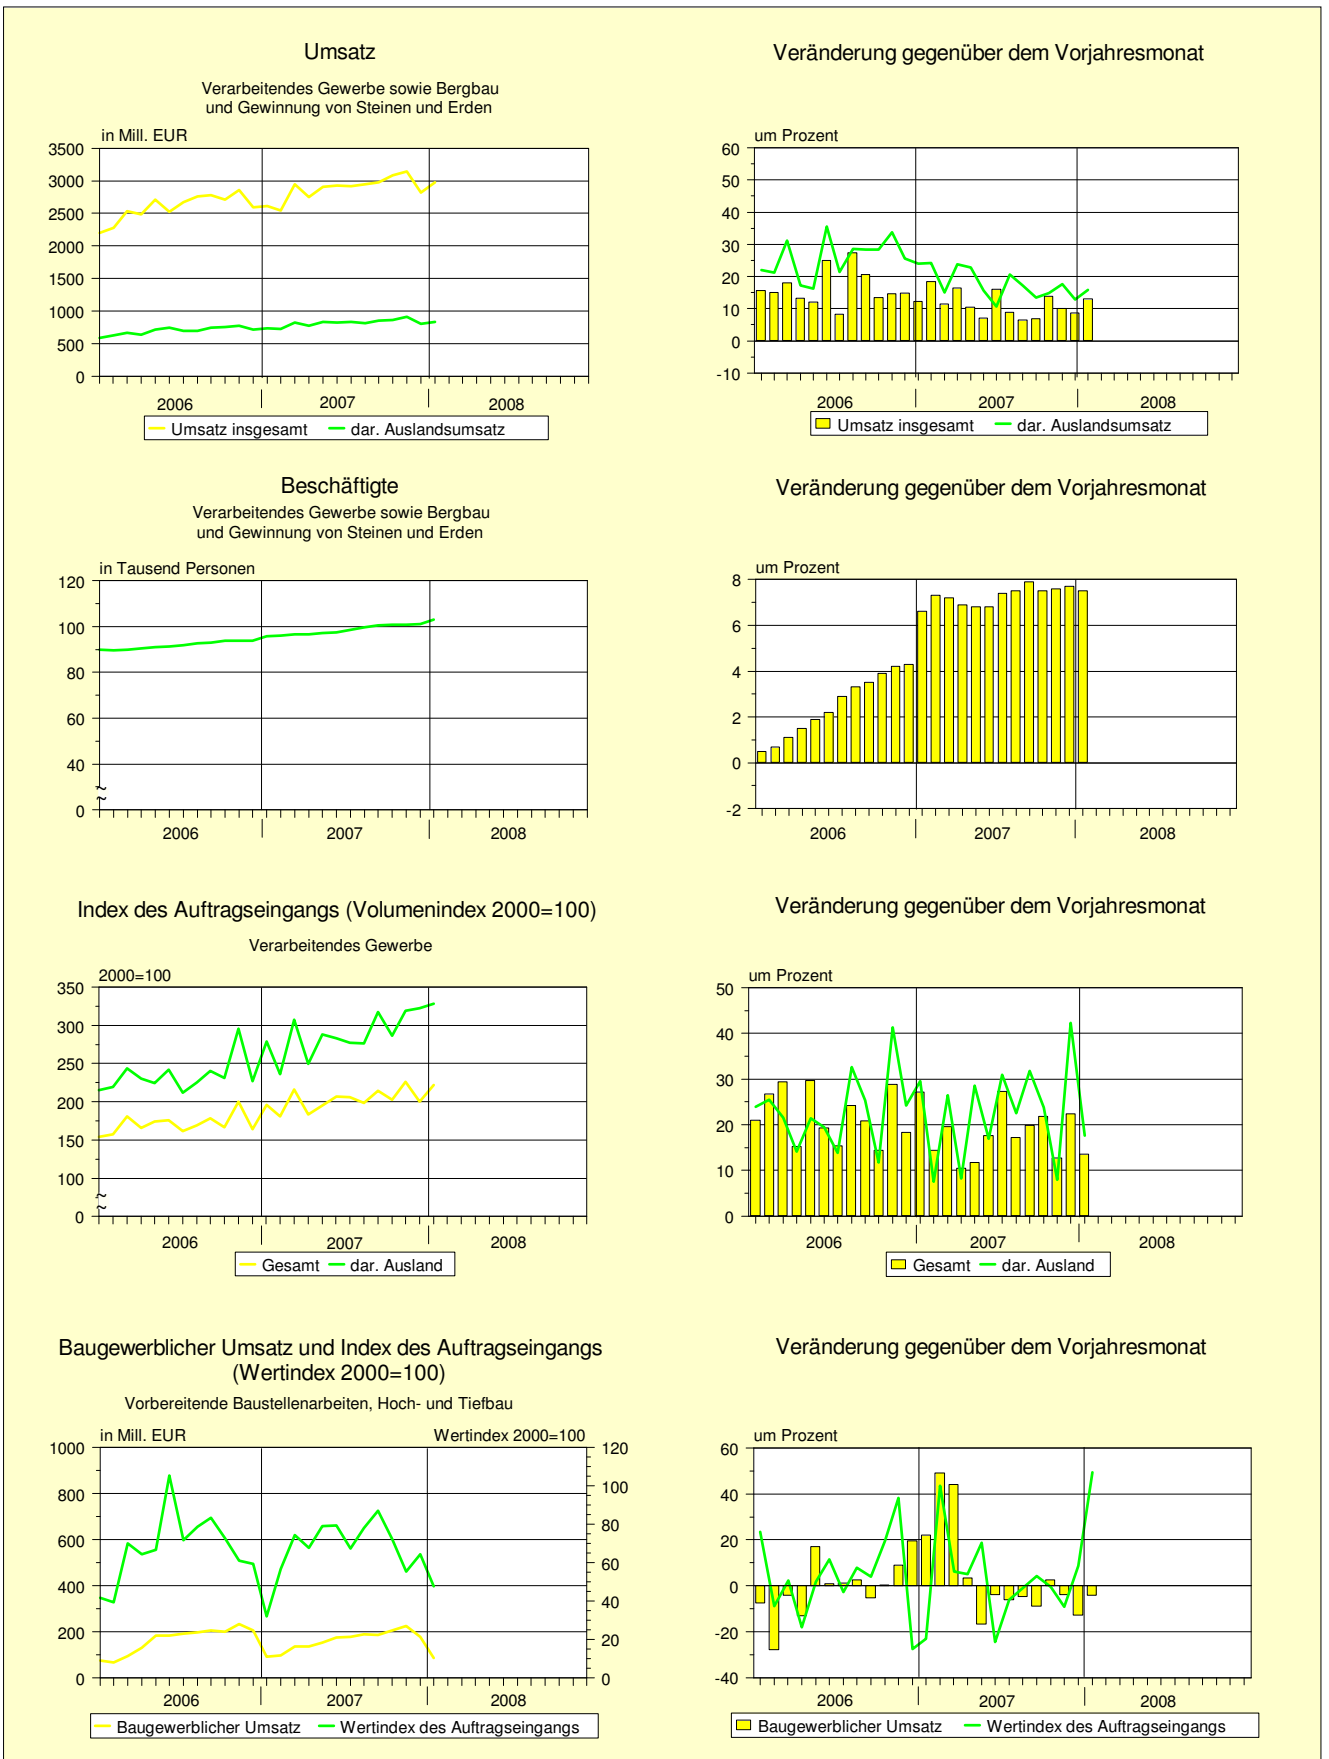 Umsatz
Verarbeitendes Gewerbe sowie Bergbau
und Gewinnung von Steinen und Erden
in Mill. EUR
3500
3000
2500
2000
1500
1000
500
0
2006 2007 2008
Umsatz insgesamt dar. Auslandsumsatz
Veränderung gegenüber dem Vorjahresmonat
um Prozent
60
50
40
30
20
10
0
-10
2006 2007 2008
Umsatz insgesamt dar. Auslandsumsatz
Beschäftigte
Verarbeitendes Gewerbe sowie Bergbau
und Gewinnung von Steinen und Erden
in Tausend Personen
120
100
80
60
40
0
~
~
2006 2007 2008
Veränderung gegenüber dem Vorjahresmonat
um Prozent
8
6
4
2
0
-2
2006 2007 2008
Index des Auftragseingangs (Volumenindex 2000=100)
Verarbeitendes Gewerbe
2000=100
350
300
250
200
150
100
0
~
~
2006 2007 2008
Gesamt dar. Ausland
Veränderung gegenüber dem Vorjahresmonat
um Prozent
50
40
30
20
10
0
2006 2007 2008
Gesamt dar. Ausland
Baugewerblicher Umsatz und Index des Auftragseingangs
(Wertindex 2000=100)
Vorbereitende Baustellenarbeiten, Hoch- und Tiefbau
in Mill. EUR Wertindex 2000=100
1000
800
600
400
200
0
120
100
80
60
40
20
0
2006 2007 2008
Baugewerblicher Umsatz Wertindex des Auftragseingangs
Veränderung gegenüber dem Vorjahresmonat
um Prozent
60
40
20
0
-20
-40
2006 2007 2008
Baugewerblicher Umsatz Wertindex des Auftragseingangs